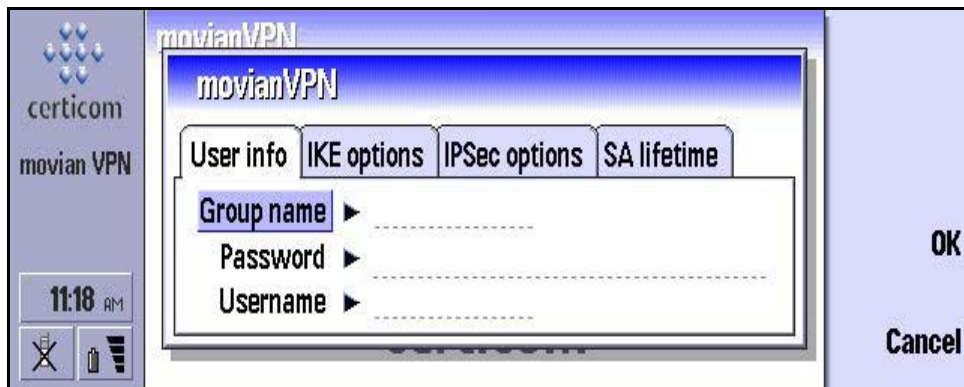 certicom
movian VPN
11:18 AM
movianVPN
movianVPN
User info IKE options IPSec options SA lifetime
Group name
Password
Username
OK
Cancel